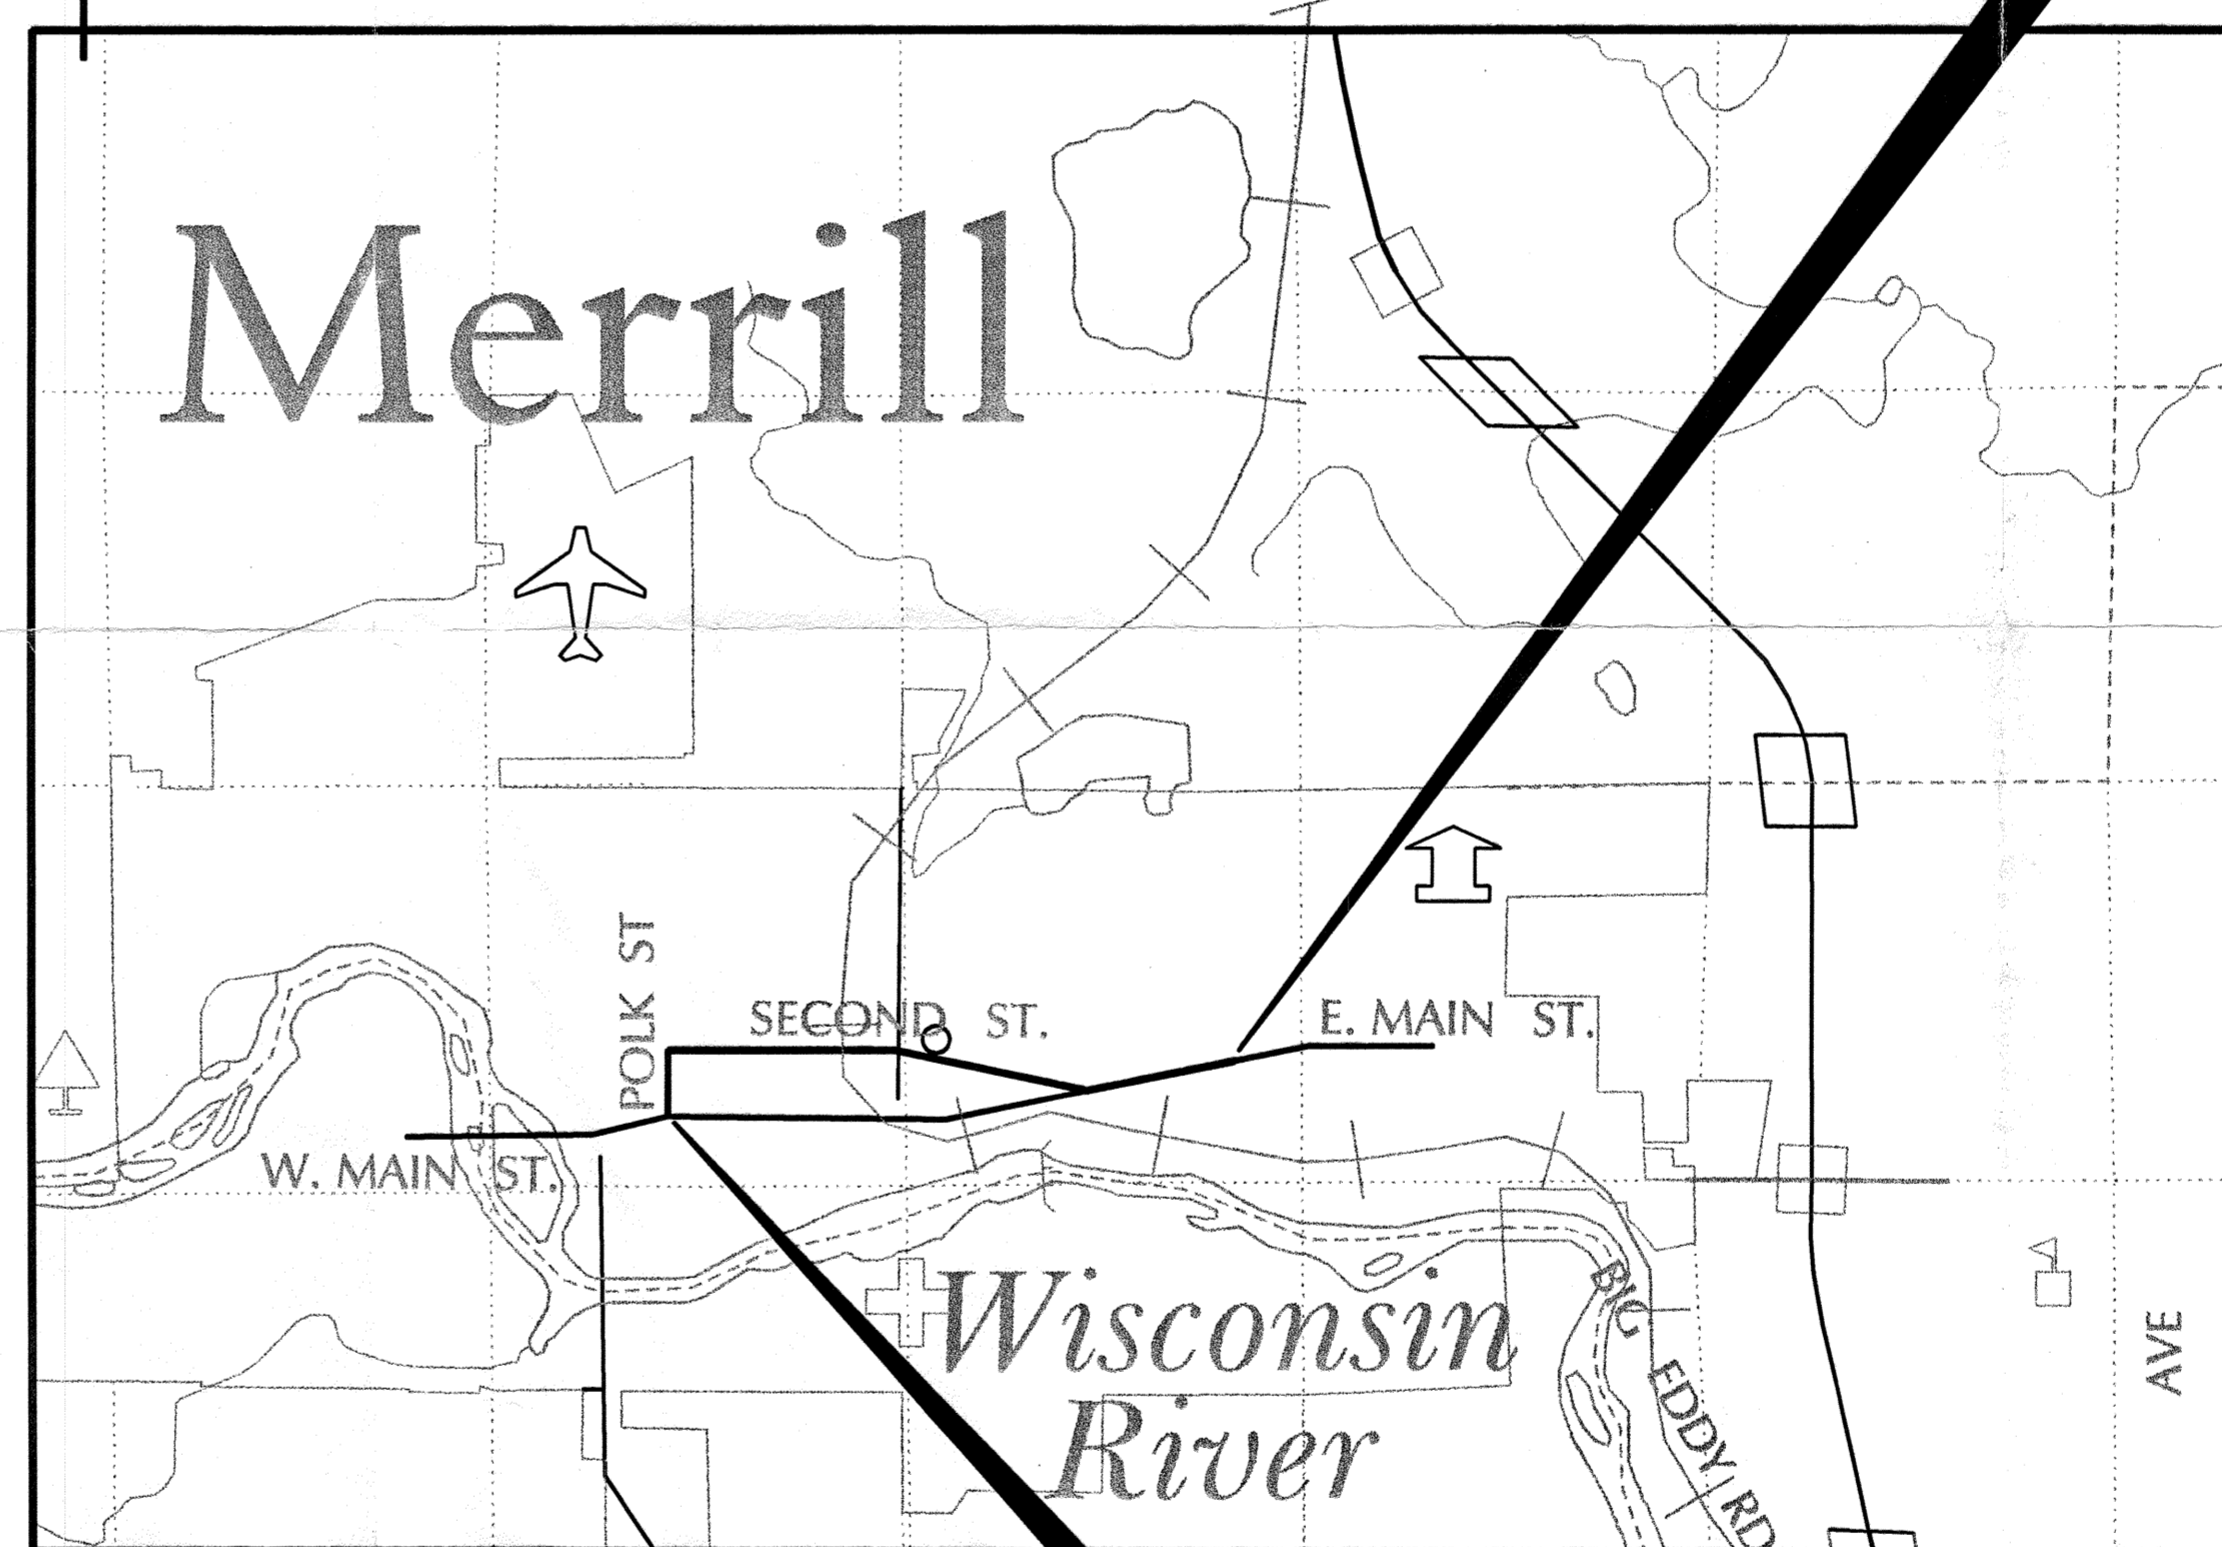 Merrill
POLK ST
SECOND ST.
E. MAIN ST.
W. MAIN ST.
Wisconsin
River
BIG EDDY RD
AVE